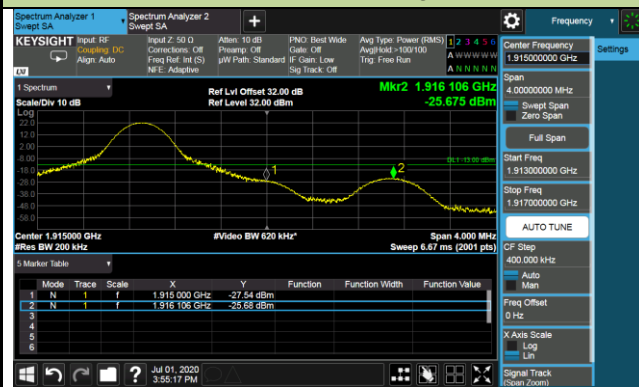 Spectrum Analyzer 1
Swept SA
Spectrum Analyzer 2
Swept SA
+
Frequency
KEYSIGHT
Input: RF
Coupling: DC
Align: Auto
Input Z: 50 Ω
Corrections: Off
Freq Ref: Int (S)
NFE: Adaptive
Atten: 10 dB
Preamp: Off
µW Path: Standard
PNO: Best Wide
Gate: Off
IF Gain: Low
Sig Track: Off
Avg Type: Power (RMS)
Avg|Hold:>100/100
Trig: Free Run
1 2 3 4 5 6
A W W W W W
A N N N N N
LXI
1 Spectrum
Scale/Div 10 dB
Log
Ref Lvl Offset 32.00 dB
Ref Level 32.00 dBm
Mkr2 1.916 106 GHz
-25.675 dBm
22.0
12.0
2.00
-8.00
-18.0
-28.0
-38.0
-48.0
-58.0
DL1 -13.00 dBm
1
2
Center 1.915000 GHz
#Res BW 200 kHz
#Video BW 620 kHz*
Span 4.000 MHz
Sweep 6.67 ms (2001 pts)
5 Marker Table
Mode Trace Scale X Y Function Function Width Function Value
1 N 1 f 1.915 000 GHz -27.54 dBm
2 N 1 f 1.916 106 GHz -25.68 dBm
3
4
5
6
Jul 01, 2020
3:55:17 PM
Center Frequency
1.915000000 GHz
Settings
Span
4.00000000 MHz
Swept Span
Zero Span
Full Span
Start Freq
1.913000000 GHz
Stop Freq
1.917000000 GHz
AUTO TUNE
CF Step
400.000 kHz
Auto
Man
Freq Offset
0 Hz
X Axis Scale
Log
Lin
Signal Track
(Span Zoom)